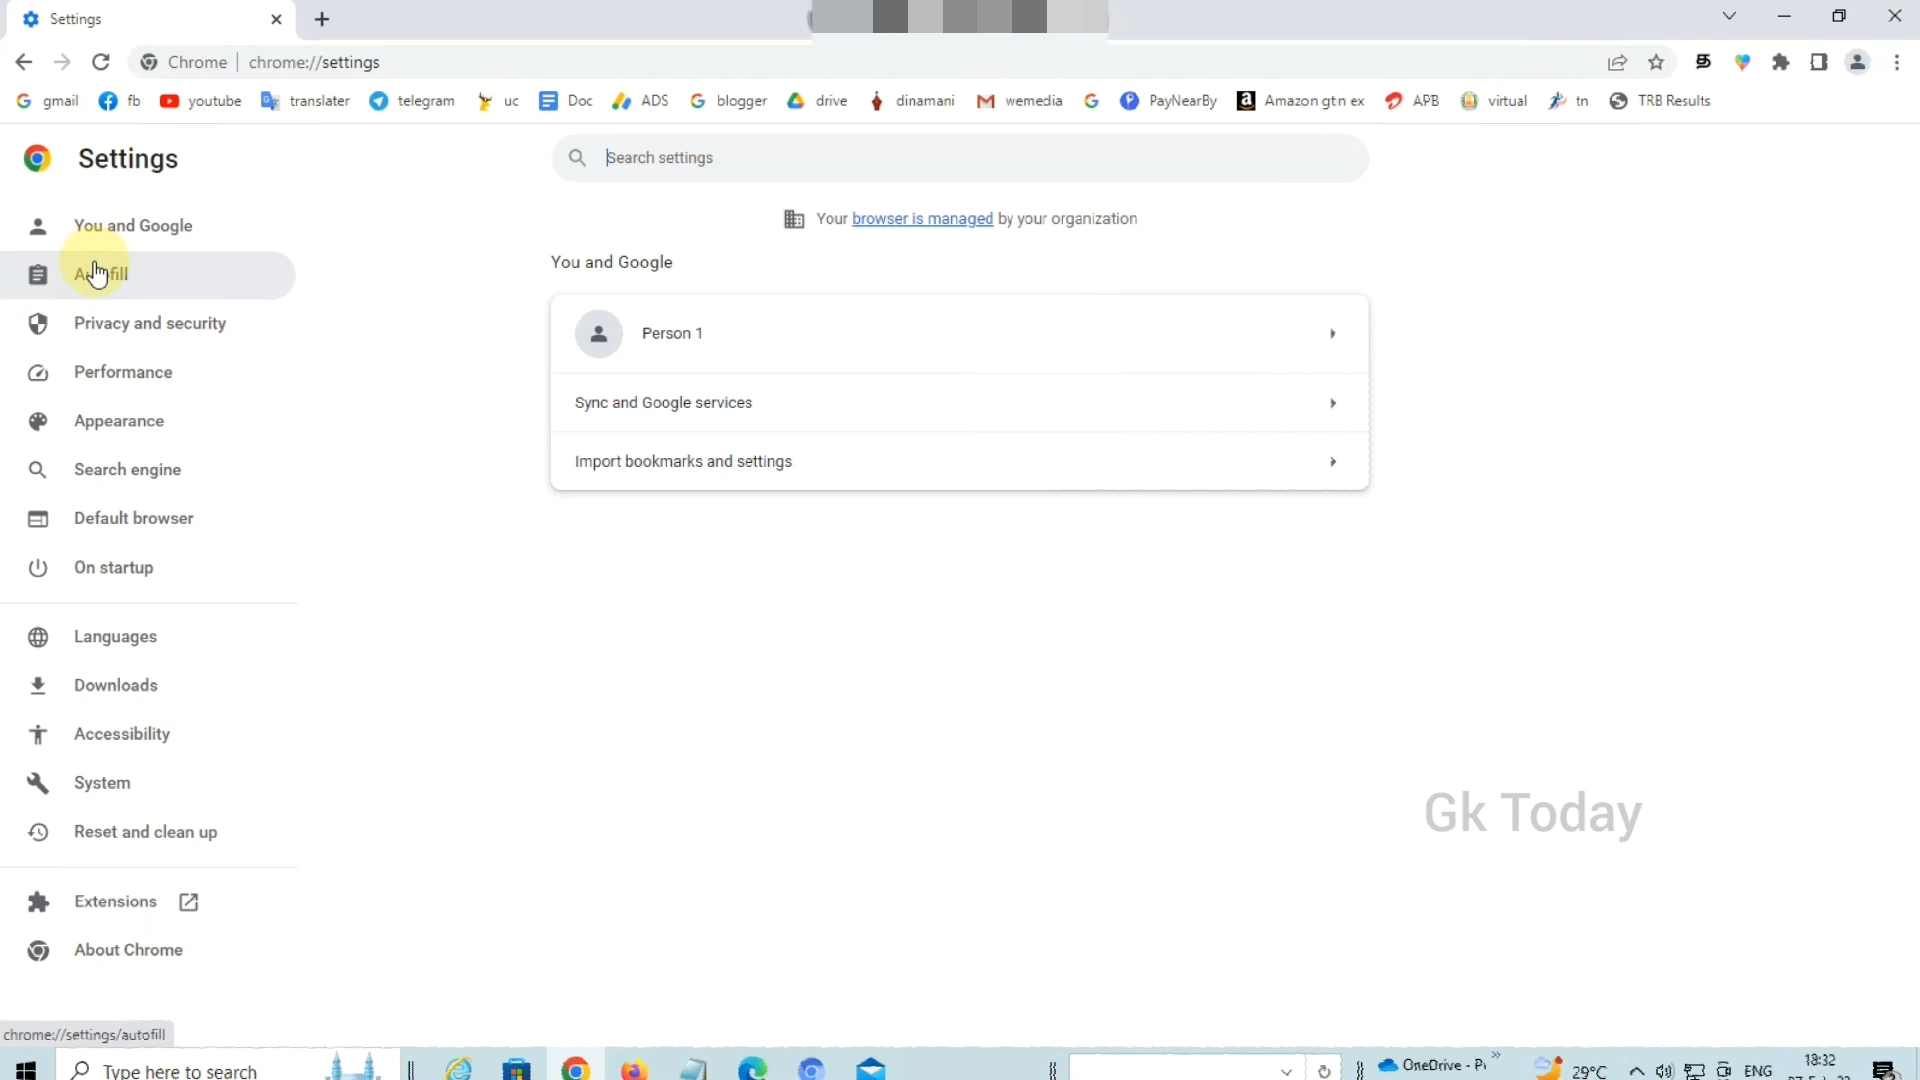 Settings
Chrome | chrome://settings
gmail fb youtube translater telegram uc Doc ADS blogger drive dinamani wemedia PayNearBy Amazon gt n ex APB virtual tn TRB Results
Settings
Search settings
Your browser is managed by your organization
You and Google
Autofill
Privacy and security
Performance
Appearance
Search engine
Default browser
On startup
Languages
Downloads
Accessibility
System
Reset and clean up
Extensions
About Chrome
You and Google
Person 1
Sync and Google services
Import bookmarks and settings
Gk Today
chrome://settings/autofill
Type here to search
OneDrive - 
29°C
ENG
18:32